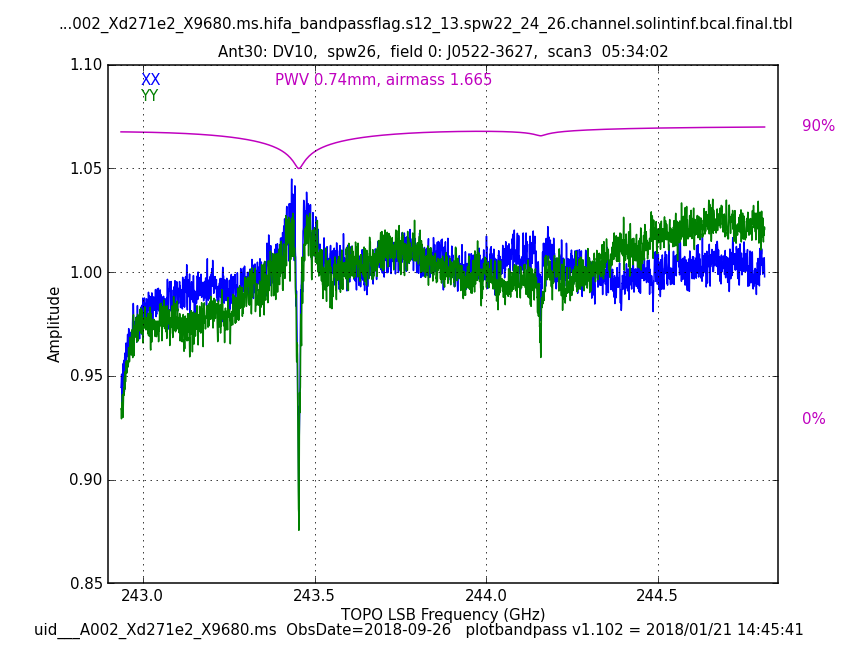 ...002_Xd271e2_X9680.ms.hifa_bandpassflag.s12_13.spw22_24_26.channel.solintinf.bcal.final.tbl
Ant30: DV10,  spw26,  field 0: J0522-3627,  scan3  05:34:02
1.10
XX
PWV 0.74mm, airmass 1.665
YY
90%
1.05
1.00
Amplitude
0.95
0%
0.90
0.85
243.0
243.5
244.0
244.5
TOPO LSB Frequency (GHz)
uid___A002_Xd271e2_X9680.ms  ObsDate=2018-09-26   plotbandpass v1.102 = 2018/01/21 14:45:41